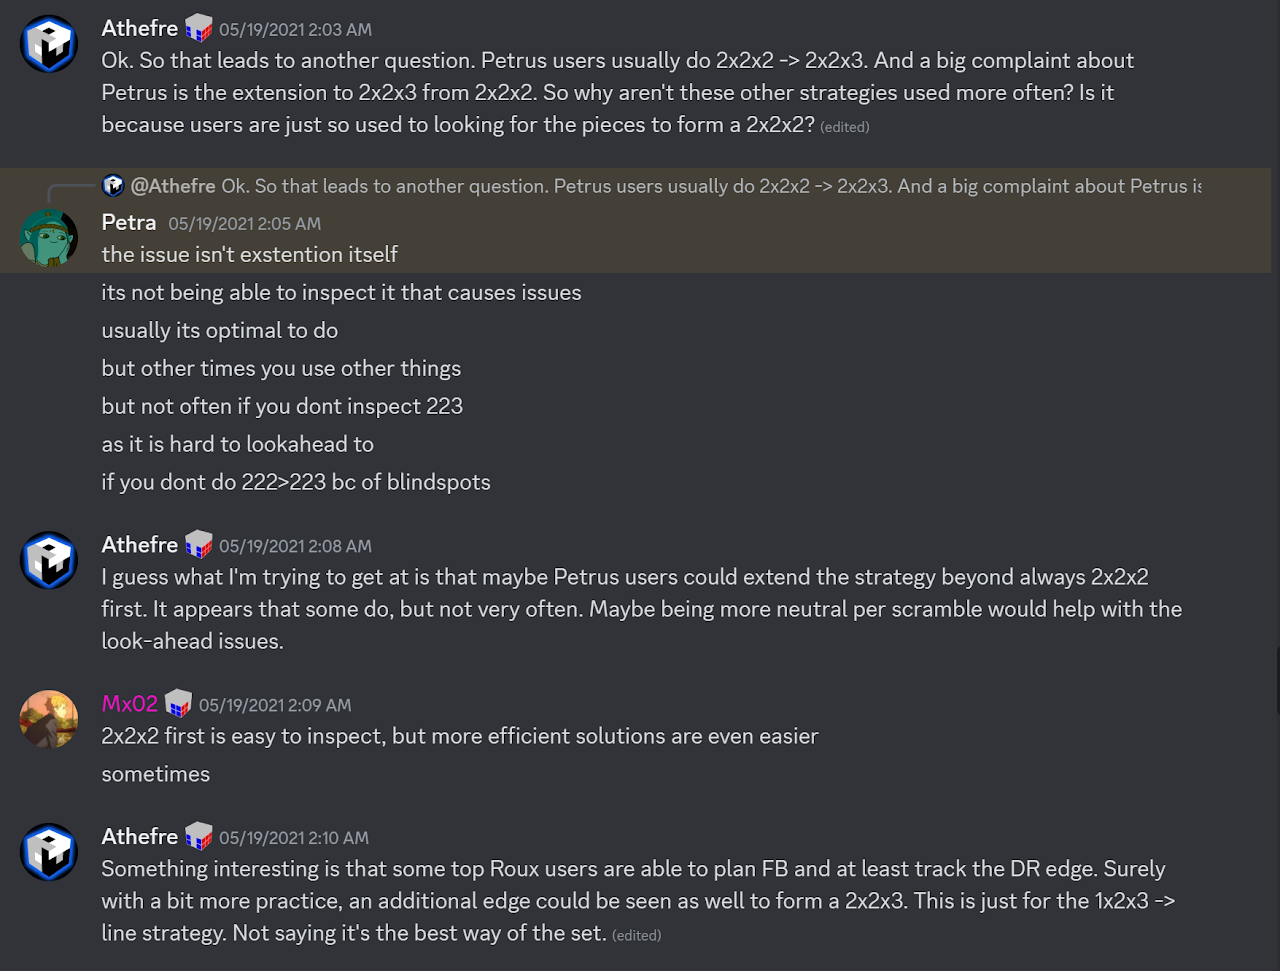 Athefre 05/19/2021 2:03 AM
Ok. So that leads to another question. Petrus users usually do 2x2x2 -> 2x2x3. And a big complaint about
Petrus is the extension to 2x2x3 from 2x2x2. So why aren't these other strategies used more often? Is it
because users are just so used to looking for the pieces to form a 2x2x2? (edited)
@Athefre Ok. So that leads to another question. Petrus users usually do 2x2x2 -> 2x2x3. And a big complaint about Petrus is
Petra 05/19/2021 2:05 AM
the issue isn't exstention itself
its not being able to inspect it that causes issues
usually its optimal to do
but other times you use other things
but not often if you dont inspect 223
as it is hard to lookahead to
if you dont do 222>223 bc of blindspots
Athefre 05/19/2021 2:08 AM
I guess what I'm trying to get at is that maybe Petrus users could extend the strategy beyond always 2x2x2
first. It appears that some do, but not very often. Maybe being more neutral per scramble would help with the
look-ahead issues.
Mx02 05/19/2021 2:09 AM
2x2x2 first is easy to inspect, but more efficient solutions are even easier
sometimes
Athefre 05/19/2021 2:10 AM
Something interesting is that some top Roux users are able to plan FB and at least track the DR edge. Surely
with a bit more practice, an additional edge could be seen as well to form a 2x2x3. This is just for the 1x2x3 ->
line strategy. Not saying it's the best way of the set. (edited)